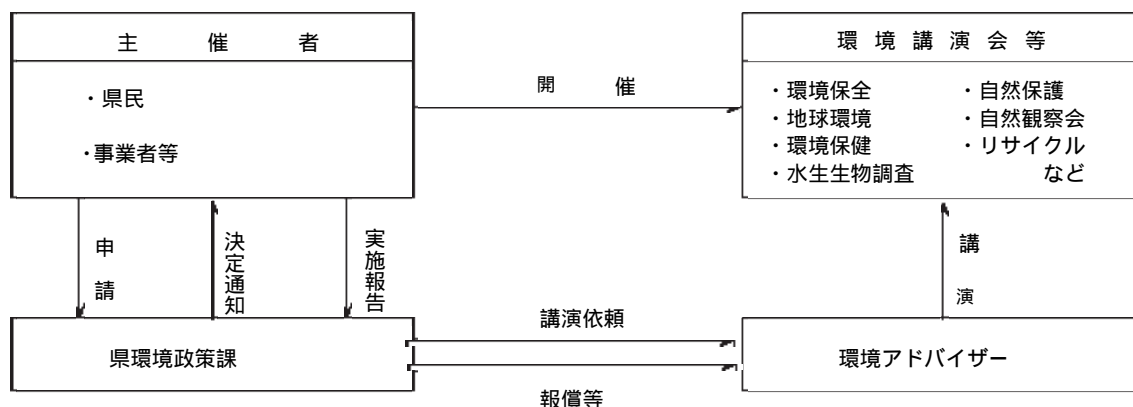 主催者
・県民
・事業者等
開催
環境講演会等
・環境保全 ・自然保護
・地球環境 ・自然観察会
・環境保健 ・リサイクル
・水生生物調査 など
申請
決定通知
実施報告
講演
県環境政策課
講演依頼
報償等
環境アドバイザー